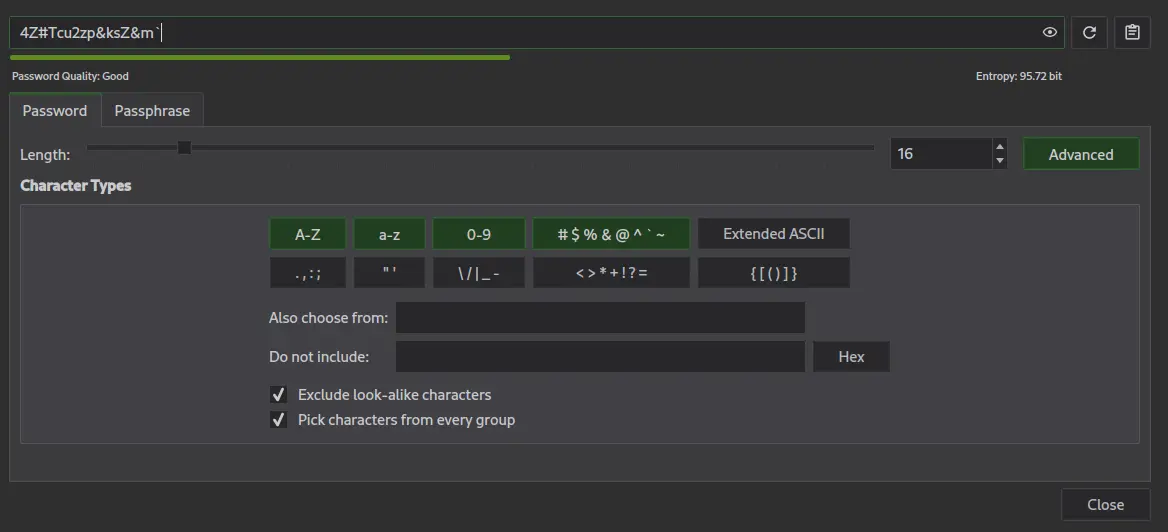 4Z#Tcu2zp&ksZ&m`
Password Quality: Good Entropy: 95.72 bit
Password Passphrase
Length: 16 Advanced
Character Types
A-Z a-z 0-9 # $ % & @ ^ ` ~ Extended ASCII
. , : ; " ' \ / | _ - < > * + ! ? = { [ ( ) ] }
Also choose from:
Do not include: Hex
Exclude look-alike characters
Pick characters from every group
Close